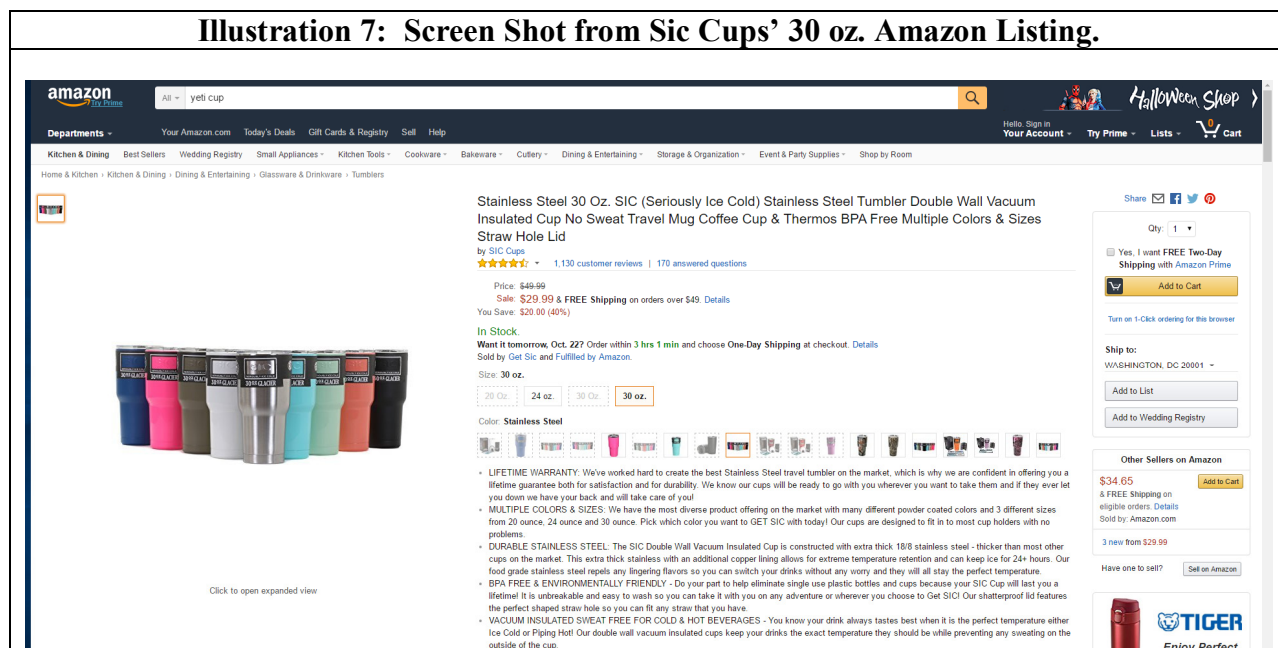 Illustration 7: Screen Shot from Sic Cups’ 30 oz. Amazon Listing.
amazon
Try Prime
All
yeti cup
Halloween Shop
Departments
Your Amazon.com Today's Deals Gift Cards & Registry Sell Help
Hello. Sign in
Your Account Try Prime Lists 0 Cart
Kitchen & Dining Best Sellers Wedding Registry Small Appliances Kitchen Tools Cookware Bakeware Cutlery Dining & Entertaining Storage & Organization Event & Party Supplies Shop by Room
Home & Kitchen › Kitchen & Dining › Dining & Entertaining › Glassware & Drinkware › Tumblers
Stainless Steel 30 Oz. SIC (Seriously Ice Cold) Stainless Steel Tumbler Double Wall Vacuum
Insulated Cup No Sweat Travel Mug Coffee Cup & Thermos BPA Free Multiple Colors & Sizes
Straw Hole Lid
by SIC Cups
1,130 customer reviews | 170 answered questions
Price: $49.99
Sale: $29.99 & FREE Shipping on orders over $49. Details
You Save: $20.00 (40%)
In Stock.
Want it tomorrow, Oct. 22? Order within 3 hrs 1 min and choose One-Day Shipping at checkout. Details
Sold by Get Sic and Fulfilled by Amazon.
Size: 30 oz.
20 Oz. 24 oz. 30 Oz. 30 oz.
Color: Stainless Steel
SIC
• LIFETIME WARRANTY: We've worked hard to create the best Stainless Steel travel tumbler on the market, which is why we are confident in offering you a
lifetime guarantee both for satisfaction and for durability. We know our cups will be ready to go with you wherever you want to take them and if they ever let
you down we have your back and will take care of you!
• MULTIPLE COLORS & SIZES: We have the most diverse product offering on the market with many different powder coated colors and 3 different sizes
from 20 ounce, 24 ounce and 30 ounce. Pick which color you want to GET SIC with today! Our cups are designed to fit in to most cup holders with no
problems.
• DURABLE STAINLESS STEEL: The SIC Double Wall Vacuum Insulated Cup is constructed with extra thick 18/8 stainless steel - thicker than most other
cups on the market. This extra thick stainless with an additional copper lining allows for extreme temperature retention and can keep ice for 24+ hours. Our
food grade stainless steel repels any lingering flavors so you can switch your drinks without any worry and they will all stay the perfect temperature.
• BPA FREE & ENVIRONMENTALLY FRIENDLY - Do your part to help eliminate single use plastic bottles and cups because your SIC Cup will last you a
lifetime! It is unbreakable and easy to wash so you can take it with you on any adventure or wherever you choose to Get SIC! Our shatterproof lid features
the perfect shaped straw hole so you can fit any straw that you have.
• VACUUM INSULATED SWEAT FREE FOR COLD & HOT BEVERAGES - You know your drink always tastes best when it is the perfect temperature either
Ice Cold or Piping Hot! Our double wall vacuum insulated cups keep your drinks the exact temperature they should be while preventing any sweating on the
outside of the cup.
Click to open expanded view
Share
Qty: 1
Yes, I want FREE Two-Day
Shipping with Amazon Prime
Add to Cart
Turn on 1-Click ordering for this browser
Ship to:
WASHINGTON, DC 20001
Add to List
Add to Wedding Registry
Other Sellers on Amazon
$34.65 Add to Cart
& FREE Shipping on
eligible orders. Details
Sold by: Amazon.com
3 new from $29.99
Have one to sell? Sell on Amazon
TIGER
Enjoy Perfect